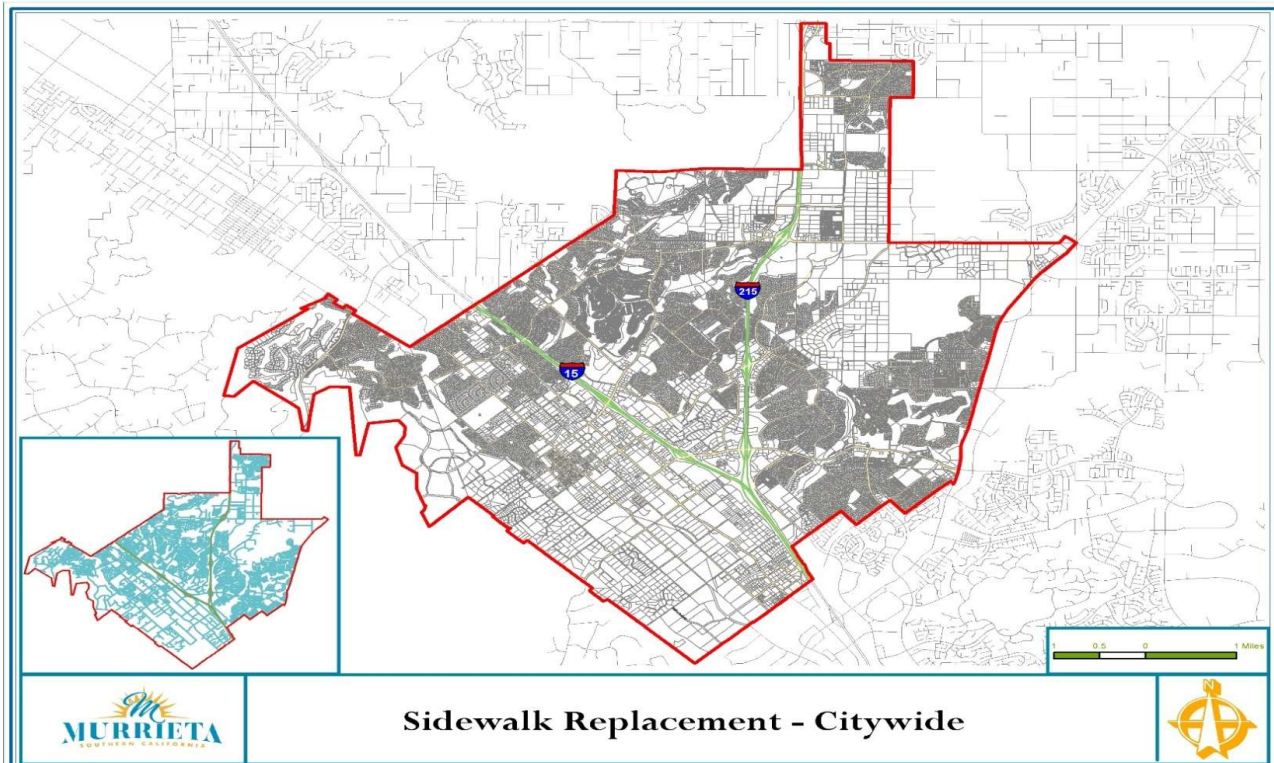 215
15
1 0.5 0 1 Miles
MURRIETA
SOUTHERN CALIFORNIA
Sidewalk Replacement - Citywide
N